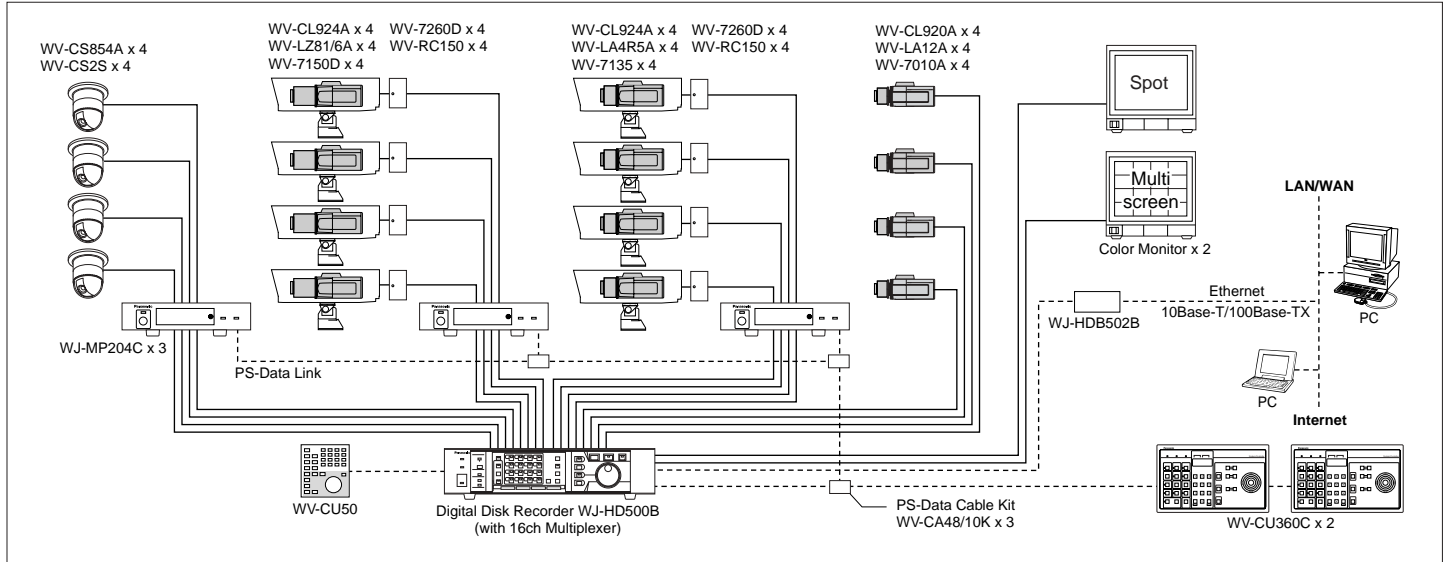 WV-CS854A x 4
WV-CS2S x 4
WV-CL924A x 4 WV-7260D x 4
WV-LZ81/6A x 4 WV-RC150 x 4
WV-7150D x 4
WV-CL924A x 4 WV-7260D x 4
WV-LA4R5A x 4 WV-RC150 x 4
WV-7135 x 4
WV-CL920A x 4
WV-LA12A x 4
WV-7010A x 4
Spot
Multi
screen
Color Monitor x 2
LAN/WAN
Ethernet
10Base-T/100Base-TX
WJ-HDB502B
PC
PC
Internet
Panasonic
Panasonic
Panasonic
WJ-MP204C x 3
PS-Data Link
WV-CU50
Panasonic
Digital Disk Recorder WJ-HD500B
(with 16ch Multiplexer)
PS-Data Cable Kit
WV-CA48/10K x 3
WV-CU360C x 2